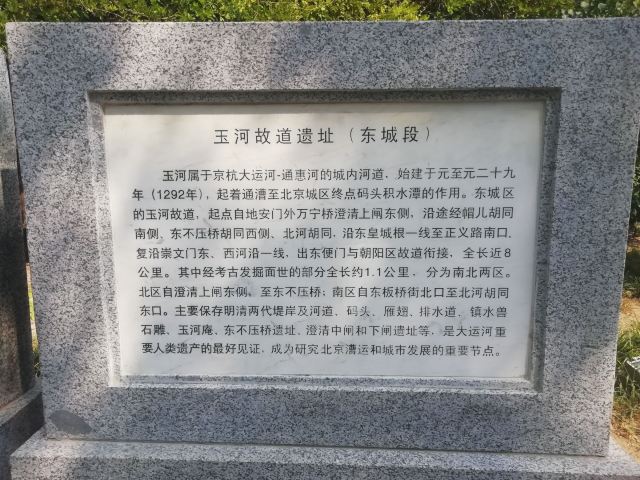 玉河故道遗址（东城段）
玉河属于京杭大运河-通惠河的城内河道，始建于元至元二十九
年（1292年），起着通漕至北京城区终点码头积水潭的作用。东城区
的玉河故道，起点自地安门外万宁桥澄清上闸东侧，沿途经帽儿胡同
南侧、东不压桥胡同西侧、北河胡同，沿东皇城根一线至正义路南口，
复沿崇文门东、西河沿一线，出东便门与朝阳区故道衔接，全长近8
公里。其中经考古发掘面世的部分全长约1.1公里，分为南北两区。
北区自澄清上闸东侧，至东不压桥；南区自东板桥街北口至北河胡同
东口。主要保存明清两代堤岸及河道、码头、雁翅、排水道、镇水兽
石雕、玉河庵、东不压桥遗址、澄清中闸和下闸遗址等，是大运河重
要人类遗产的最好见证，成为研究北京漕运和城市发展的重要节点。